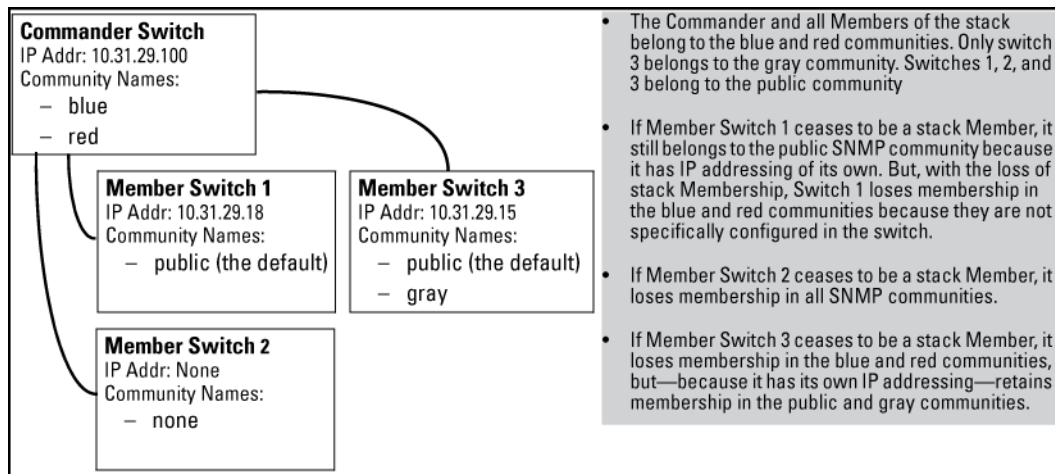 Commander Switch
IP Addr: 10.31.29.100
Community Names:
– blue
– red
Member Switch 1
IP Addr: 10.31.29.18
Community Names:
– public (the default)
Member Switch 3
IP Addr: 10.31.29.15
Community Names:
– public (the default)
– gray
Member Switch 2
IP Addr: None
Community Names:
– none
• The Commander and all Members of the stack
belong to the blue and red communities. Only switch
3 belongs to the gray community. Switches 1, 2, and
3 belong to the public community
• If Member Switch 1 ceases to be a stack Member, it
still belongs to the public SNMP community because
it has IP addressing of its own. But, with the loss of
stack Membership, Switch 1 loses membership in
the blue and red communities because they are not
specifically configured in the switch.
• If Member Switch 2 ceases to be a stack Member, it
loses membership in all SNMP communities.
• If Member Switch 3 ceases to be a stack Member, it
loses membership in the blue and red communities,
but—because it has its own IP addressing—retains
membership in the public and gray communities.